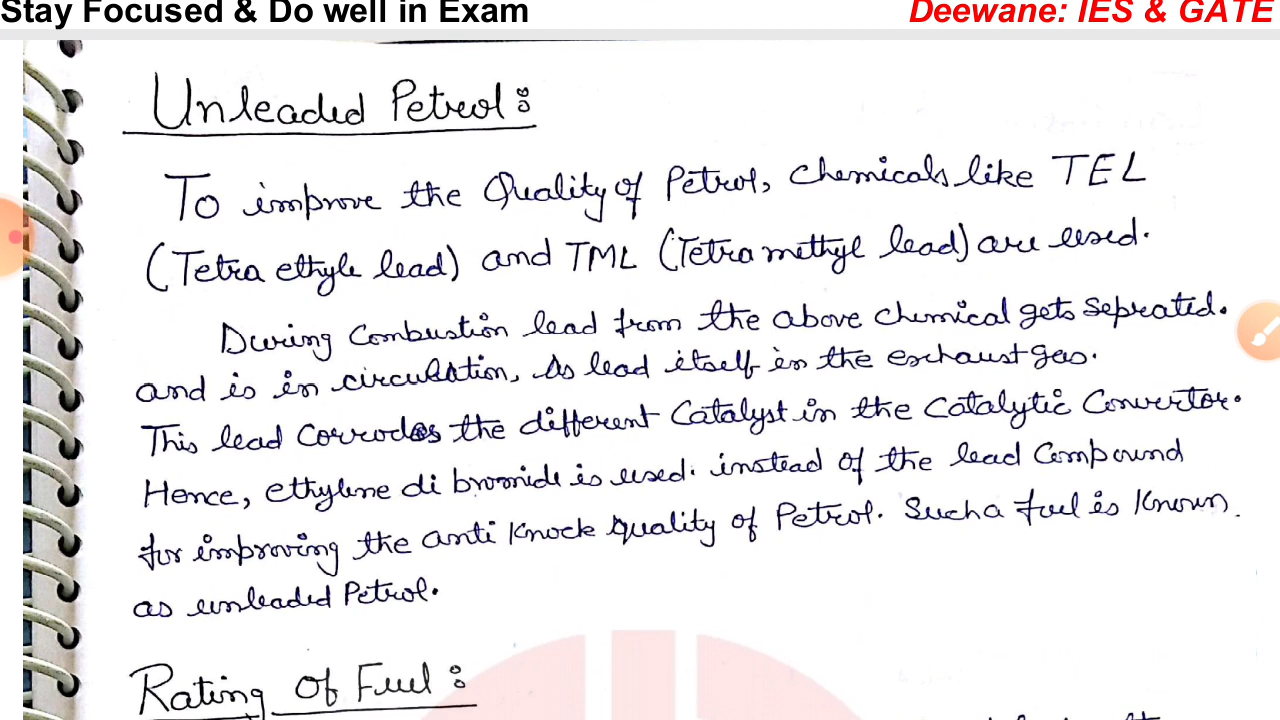 Stay Focused & Do well in Exam
Deewane: IES & GATE
Unleaded Petrol:
To improve the Quality of Petrol, chemicals like TEL
(Tetra ethyle lead) and TML (Tetra methyl lead) are used.
During Combustion lead from the above chemical gets sepreated.
and is in circulation, As lead itself in the exhaust gas.
This lead Corrodes the different Catalyst in the Catalytic Convertor.
Hence, ethylene di bromide is used. instead of the lead Compound
for improving the anti Knock quality of Petrol. Such a fuel is Known.
as unleaded Petrol.
Rating Of Fuel: